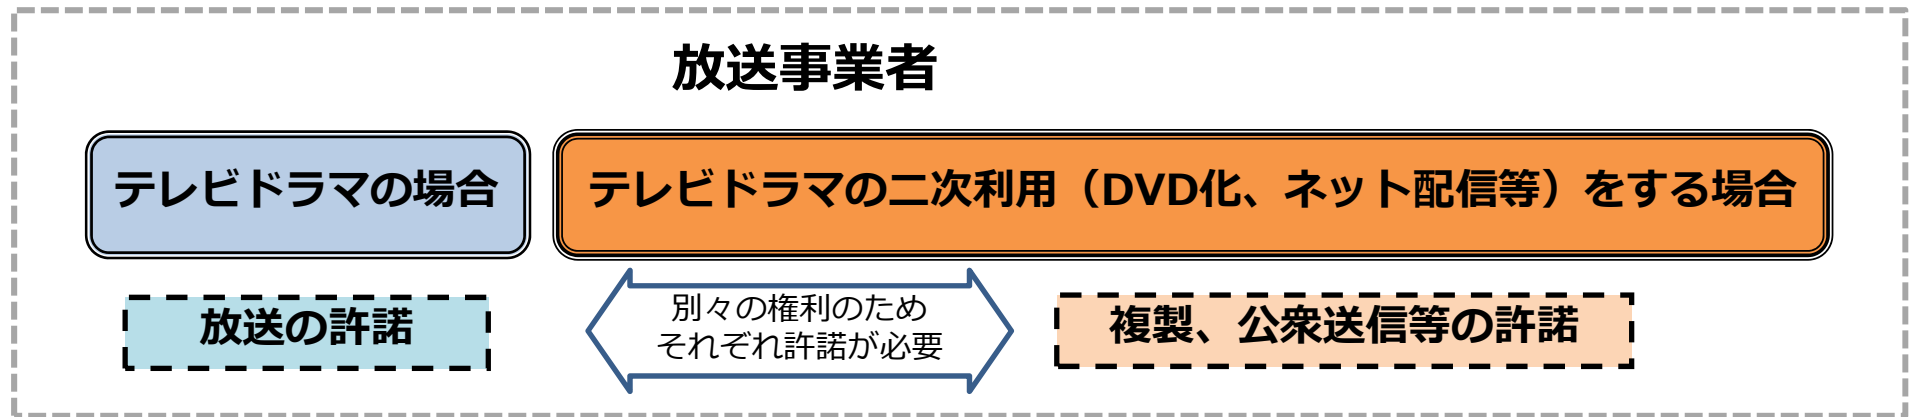 放送事業者
テレビドラマの場合
テレビドラマの二次利用（DVD化、ネット配信等）をする場合
放送の許諾
別々の権利のため
それぞれ許諾が必要
複製、公衆送信等の許諾